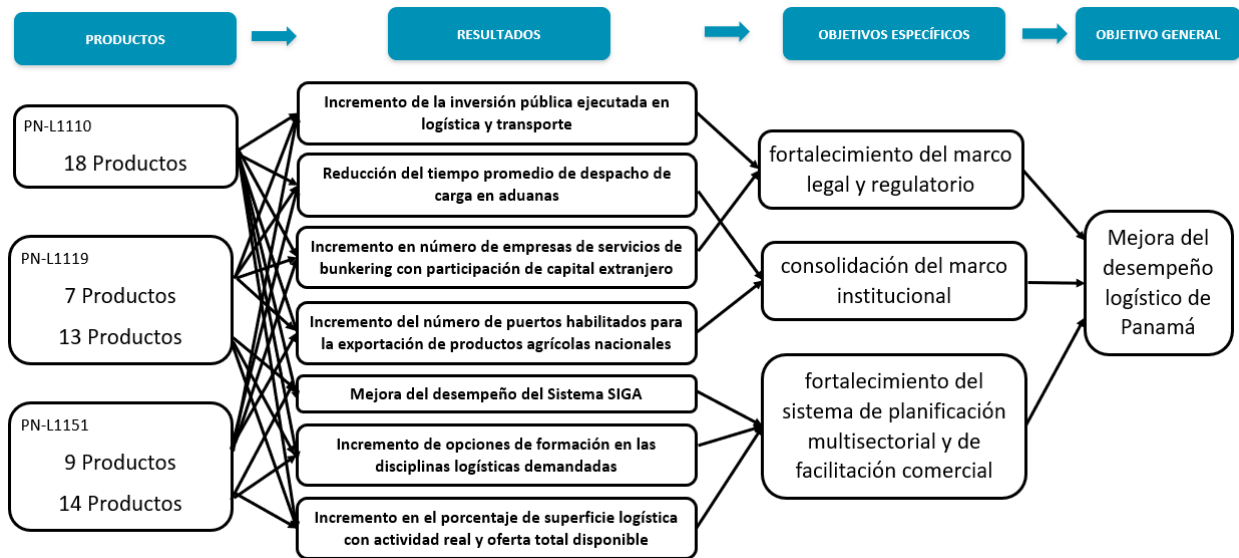 PRODUCTOS
RESULTADOS
OBJETIVOS ESPECÍFICOS
OBJETIVO GENERAL
PN-L1110
18 Productos
PN-L1119
7 Productos
13 Productos
PN-L1151
9 Productos
14 Productos
Incremento de la inversión pública ejecutada en
logística y transporte
Reducción del tiempo promedio de despacho de
carga en aduanas
Incremento en número de empresas de servicios de
bunkering con participación de capital extranjero
Incremento del número de puertos habilitados para
la exportación de productos agrícolas nacionales
Mejora del desempeño del Sistema SIGA
Incremento de opciones de formación en las
disciplinas logísticas demandadas
Incremento en el porcentaje de superficie logística
con actividad real y oferta total disponible
fortalecimiento del marco
legal y regulatorio
consolidación del marco
institucional
fortalecimiento del
sistema de planificación
multisectorial y de
facilitación comercial
Mejora del
desempeño
logístico de
Panamá